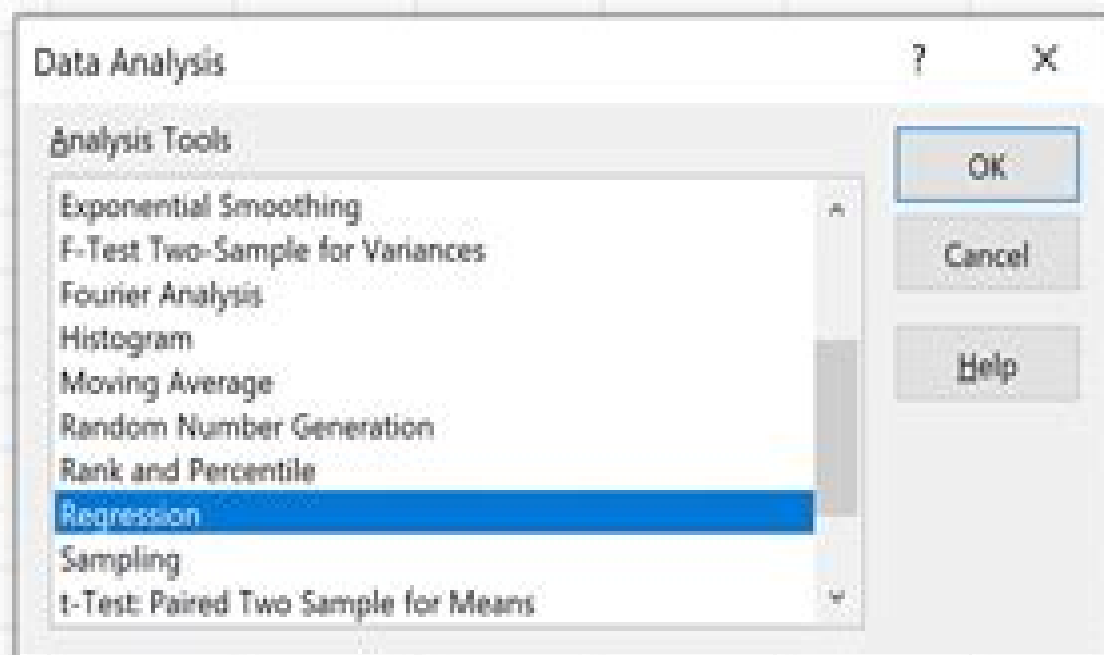 Data Analysis ? X
Analysis Tools
Exponential Smoothing
F-Test Two-Sample for Variances
Fourier Analysis
Histogram
Moving Average
Random Number Generation
Rank and Percentile
Regression
Sampling
t-Test: Paired Two Sample for Means
OK
Cancel
Help